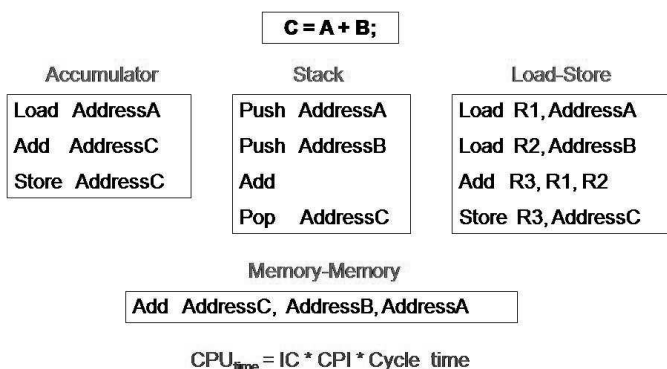 C = A + B;
Accumulator
Load AddressA
Add AddressC
Store AddressC
Stack
Push AddressA
Push AddressB
Add
Pop AddressC
Load-Store
Load R1, AddressA
Load R2, AddressB
Add R3, R1, R2
Store R3, AddressC
Memory-Memory
Add AddressC, AddressB, AddressA
CPUtime = IC * CPI * Cycle time